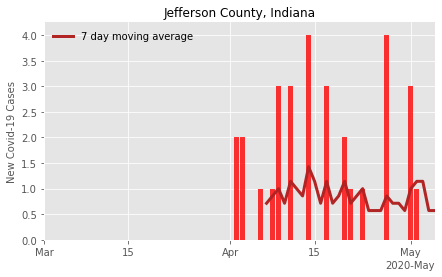 Jefferson County, Indiana
7 day moving average
New Covid-19 Cases
4.0
3.5
3.0
2.5
2.0
1.5
1.0
0.5
0.0
Mar 15 Apr 15 May
2020-May